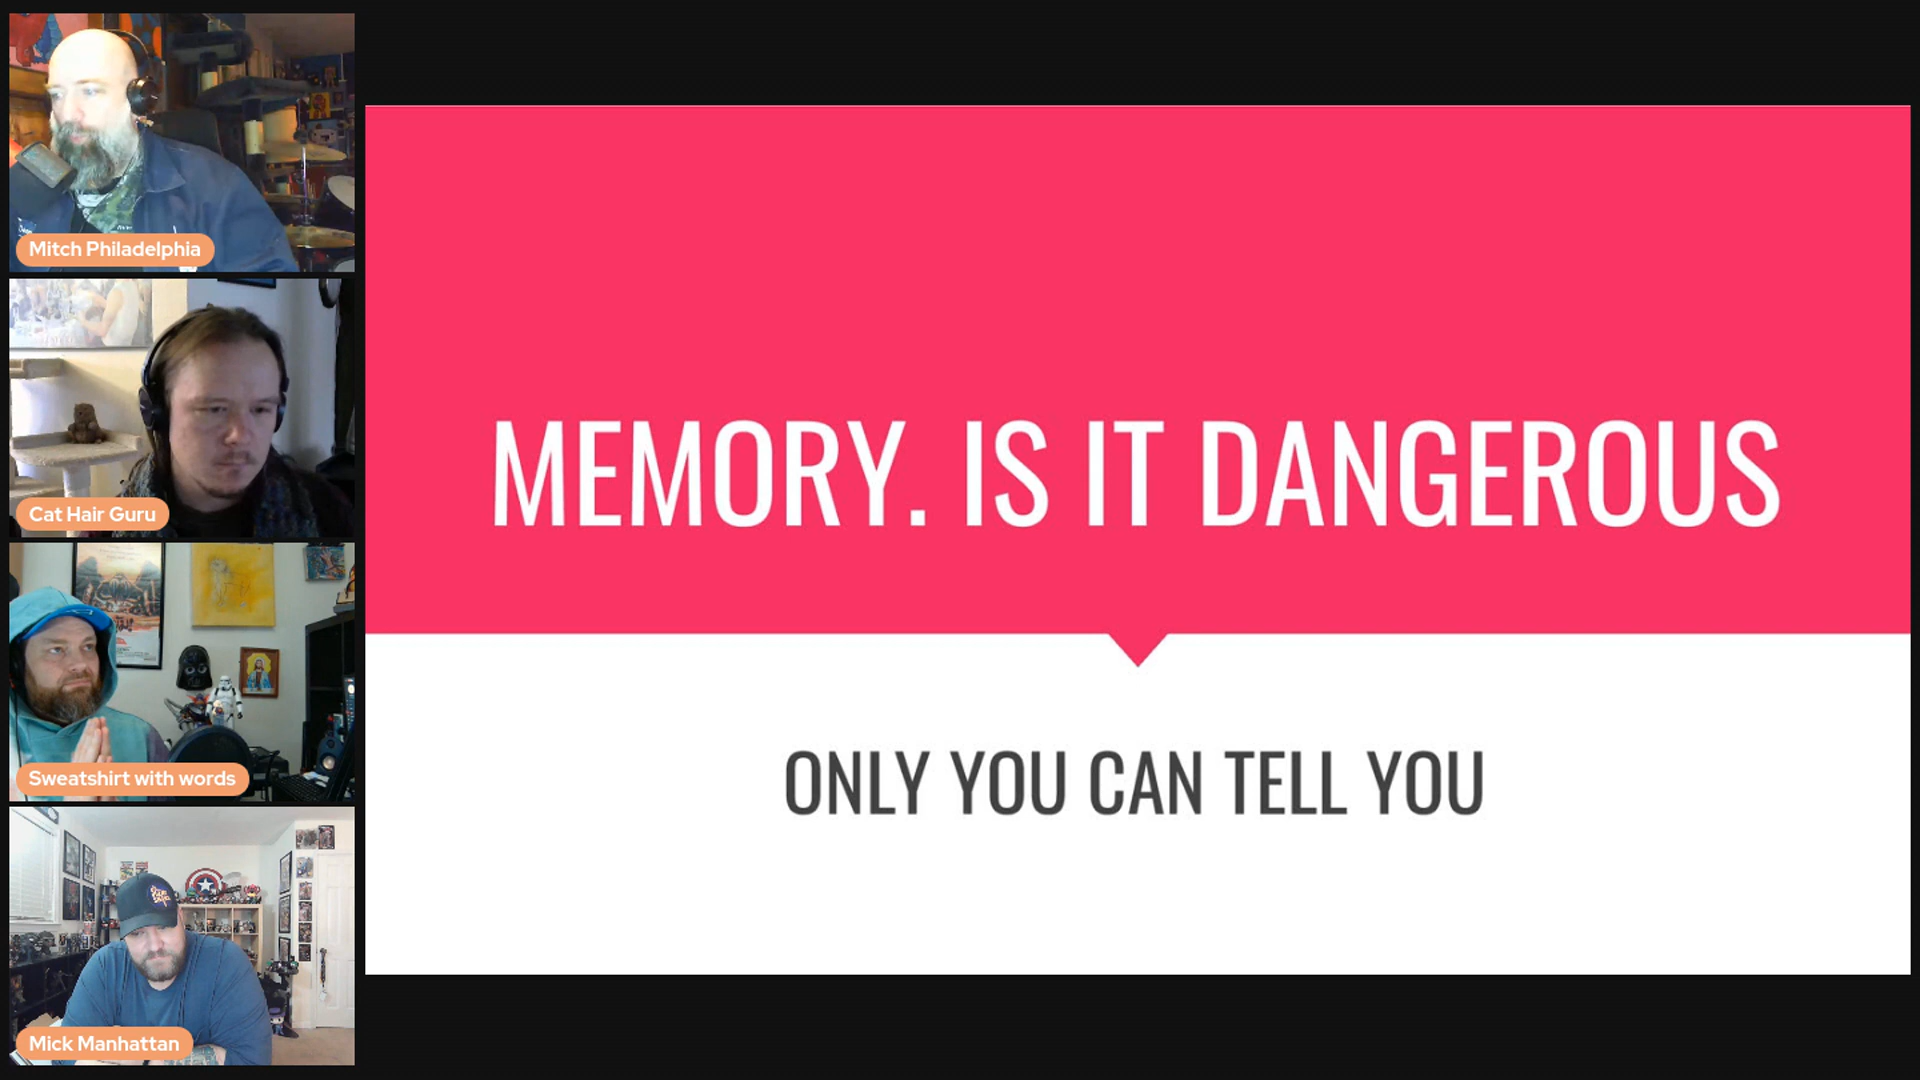 Mitch Philadelphia
Cat Hair Guru
Sweatshirt with words
Mick Manhattan
MEMORY. IS IT DANGEROUS
ONLY YOU CAN TELL YOU